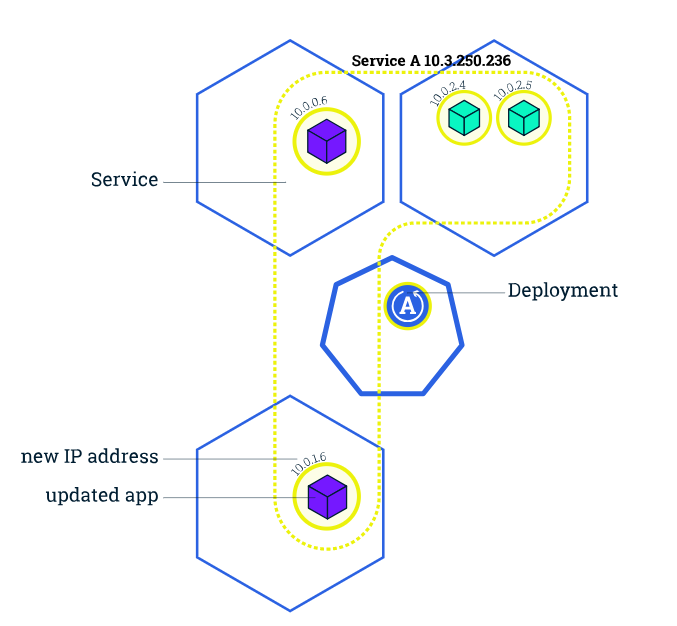 Service A 10.3.250.236
10.0.0.6
10.0.2.4
10.0.2.5
Service
A
Deployment
new IP address
10.0.1.6
updated app